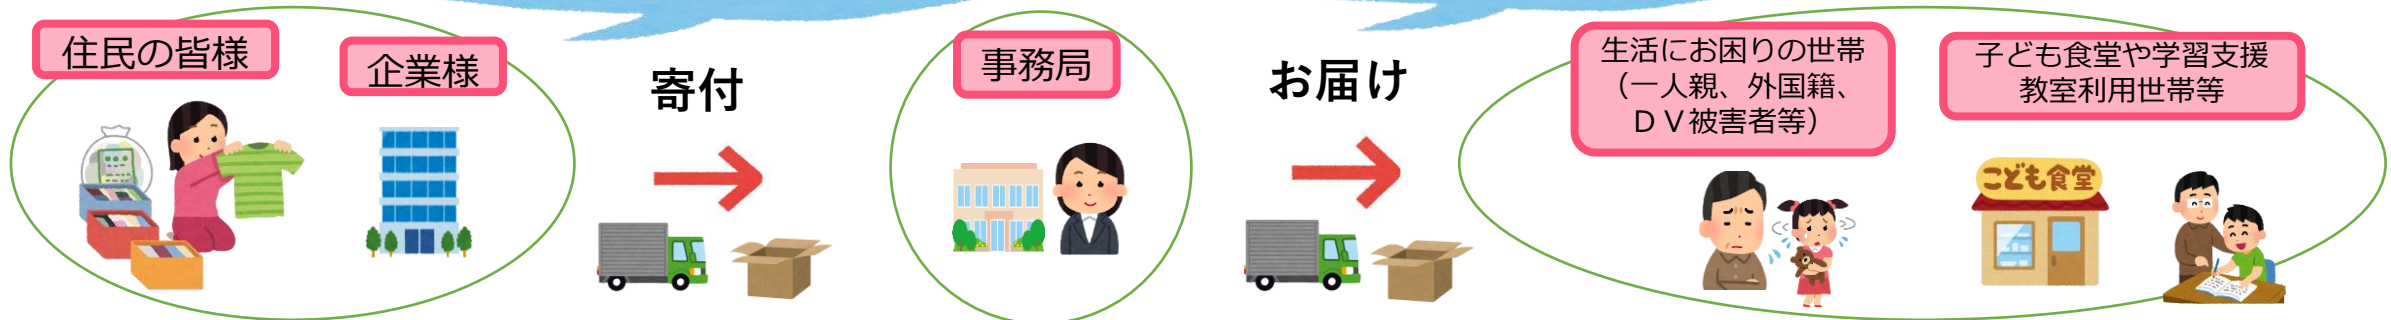 住民の皆様
企業様
寄付
事務局
お届け
生活にお困りの世帯
（一人親、外国籍、
ＤＶ被害者等）
子ども食堂や学習支援
教室利用世帯等
こども食堂